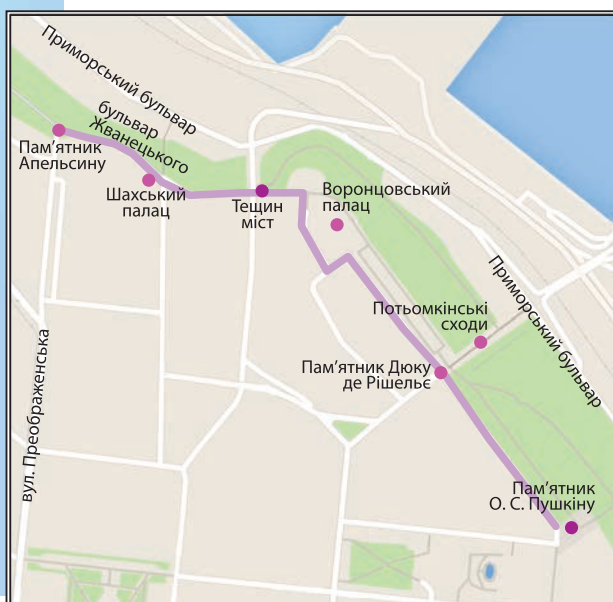 Приморський бульвар
бульвар
Жванецького
Пам’ятник
Апельсину
Шахський
палац
Тещин
міст
Воронцовський
палац
Приморський бульвар
Потьомкінські
сходи
Пам’ятник Дюку
де Рішельє
вул. Преображенська
Пам’ятник
О. С. Пушкіну